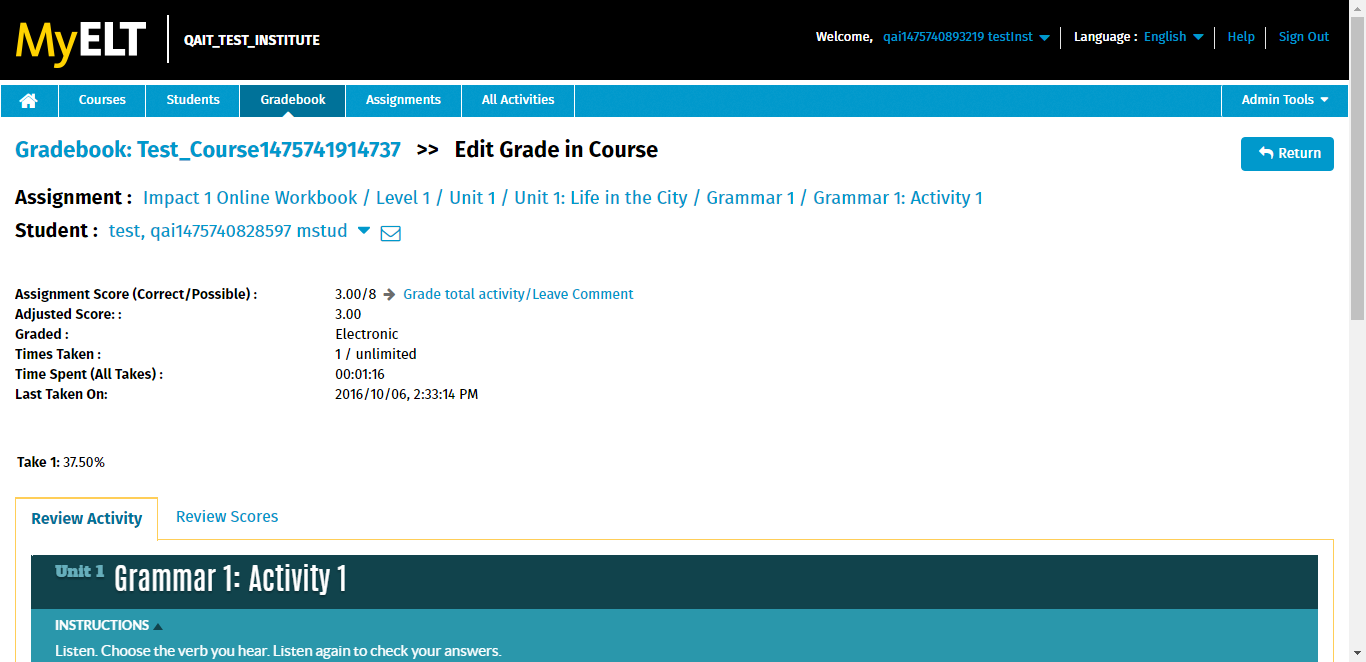 MyELT QAIT_TEST_INSTITUTE Welcome, qai1475740893219 testInst Language : English Help Sign Out
Courses Students Gradebook Assignments All Activities Admin Tools
Gradebook: Test_Course1475741914737 >> Edit Grade in Course Return
Assignment : Impact 1 Online Workbook / Level 1 / Unit 1 / Unit 1: Life in the City / Grammar 1 / Grammar 1: Activity 1
Student : test, qai1475740828597 mstud
Assignment Score (Correct/Possible) : 3.00/8 Grade total activity/Leave Comment
Adjusted Score: : 3.00
Graded : Electronic
Times Taken : 1 / unlimited
Time Spent (All Takes) : 00:01:16
Last Taken On: 2016/10/06, 2:33:14 PM
Take 1: 37.50%
Review Activity Review Scores
Unit 1 Grammar 1: Activity 1
INSTRUCTIONS
Listen. Choose the verb you hear. Listen again to check your answers.